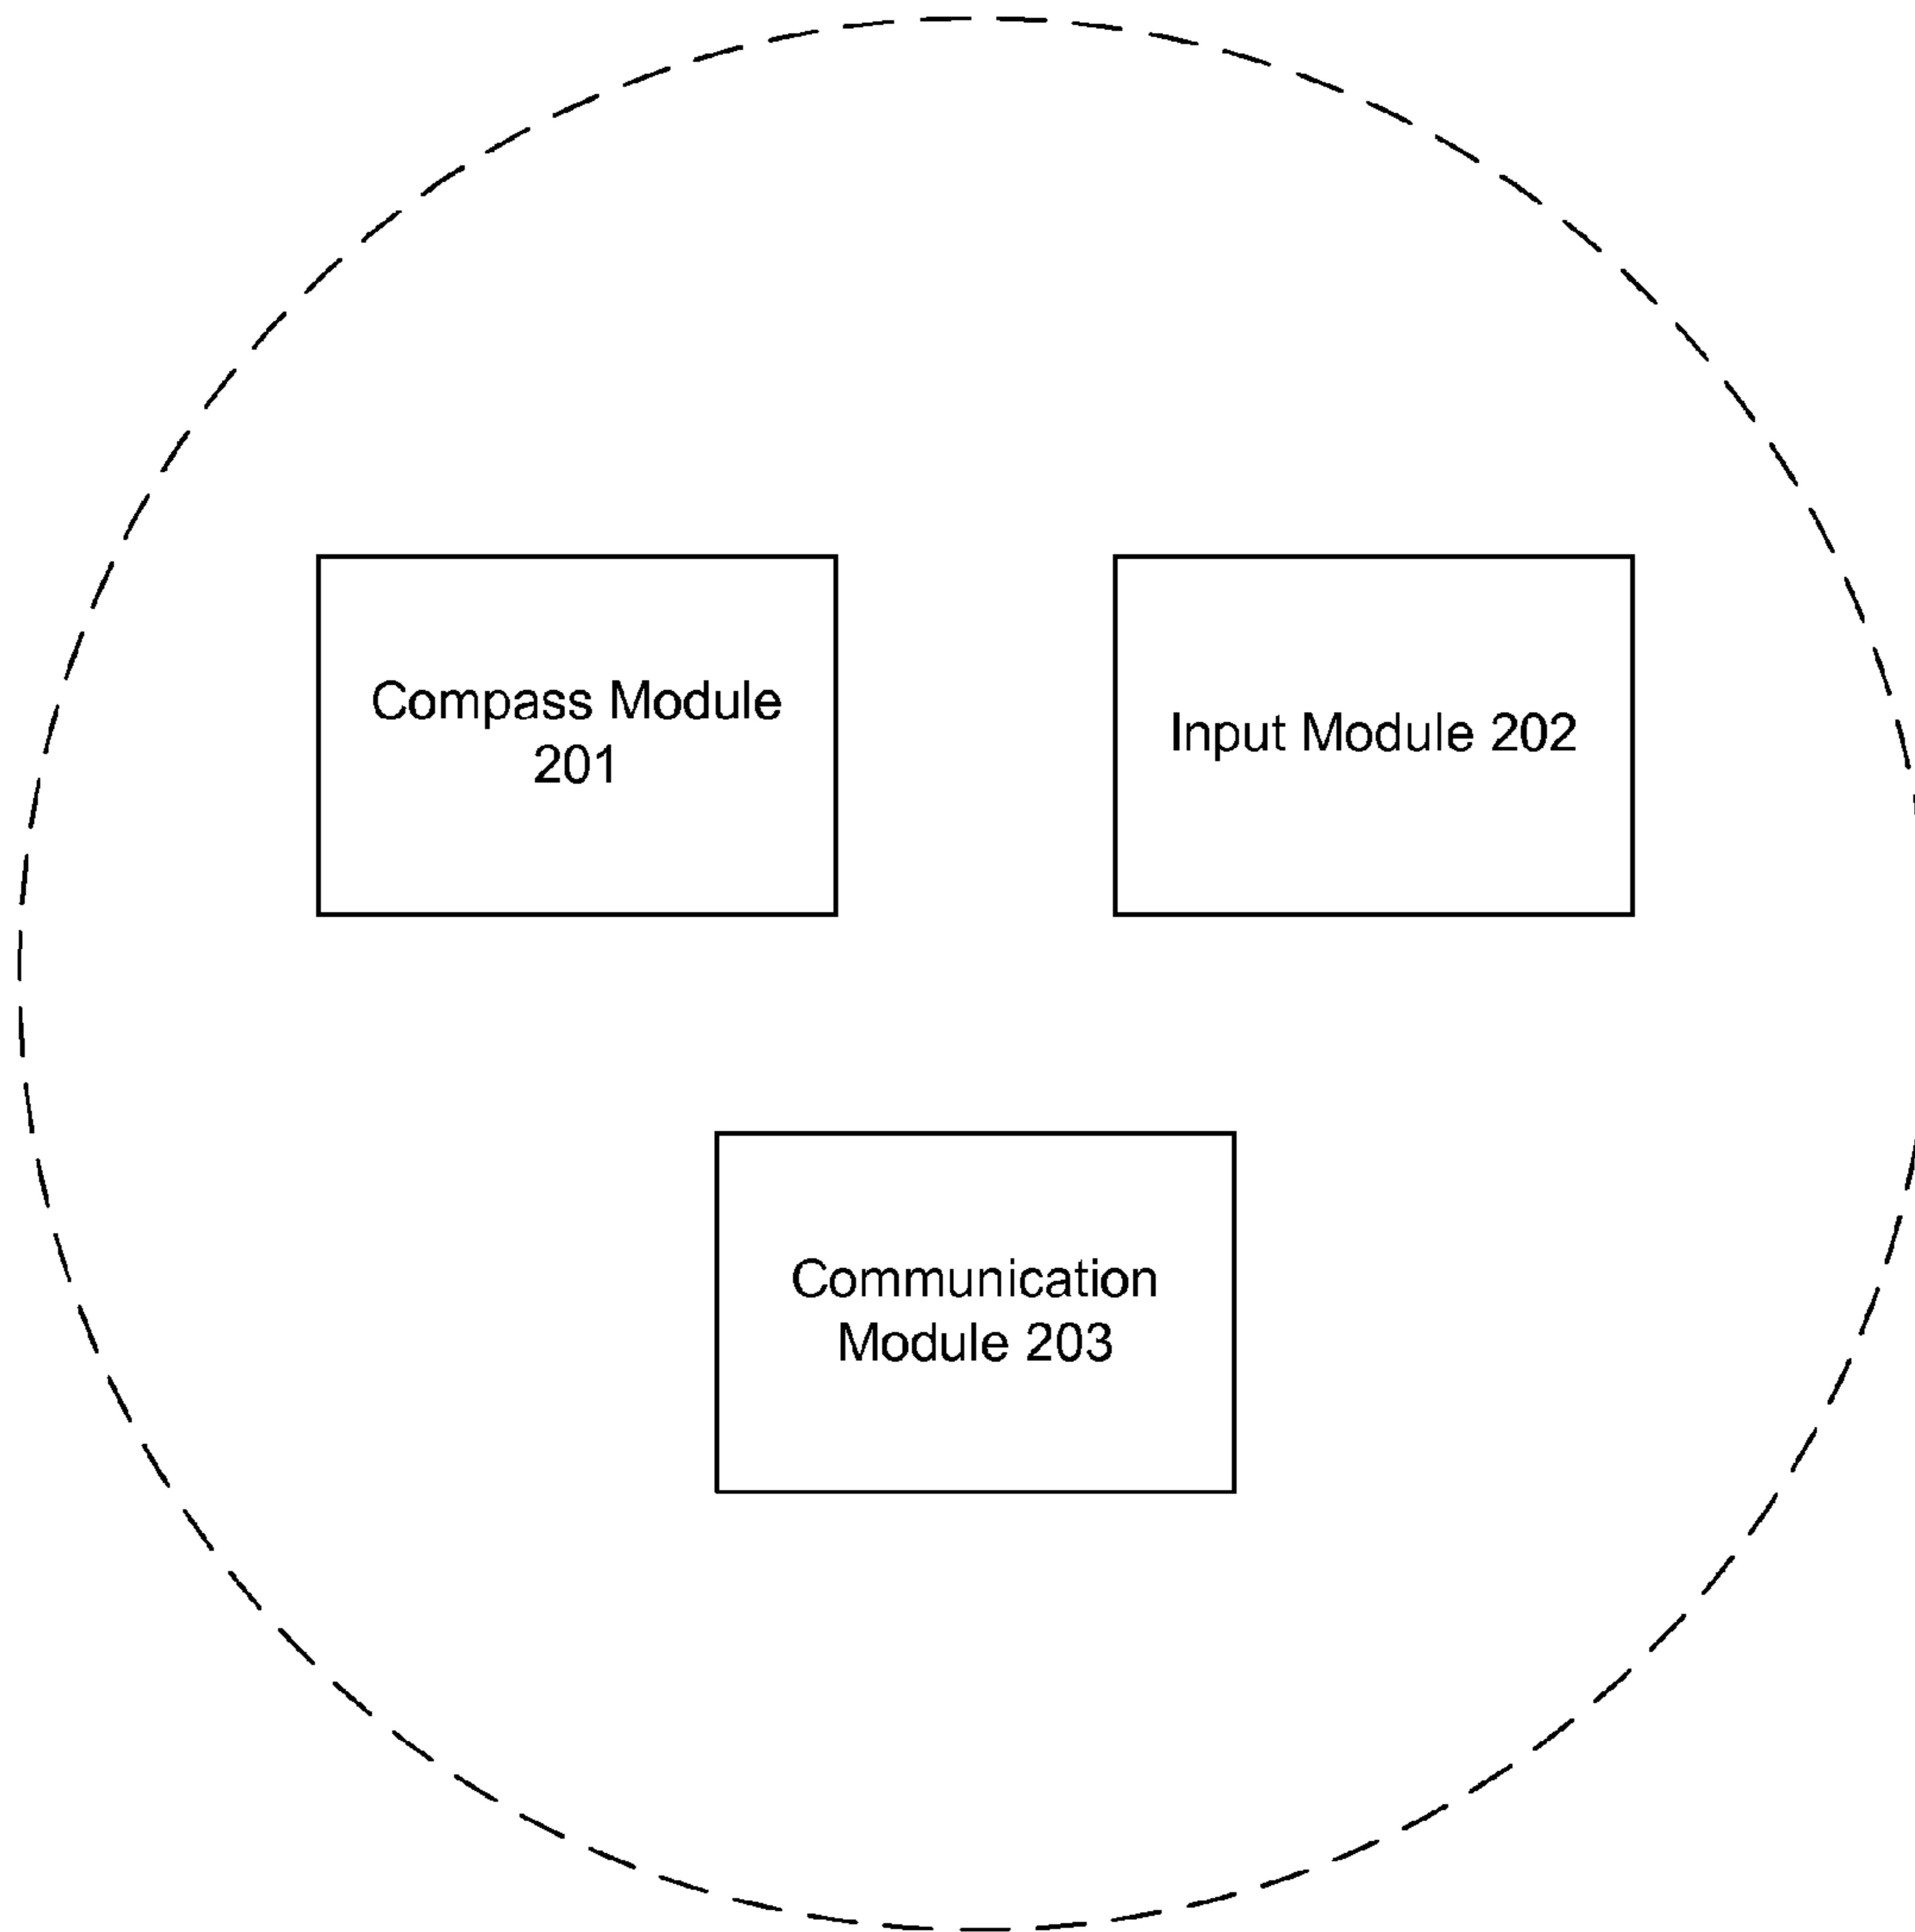 Compass Module
201
Input Module 202
Communication
Module 203